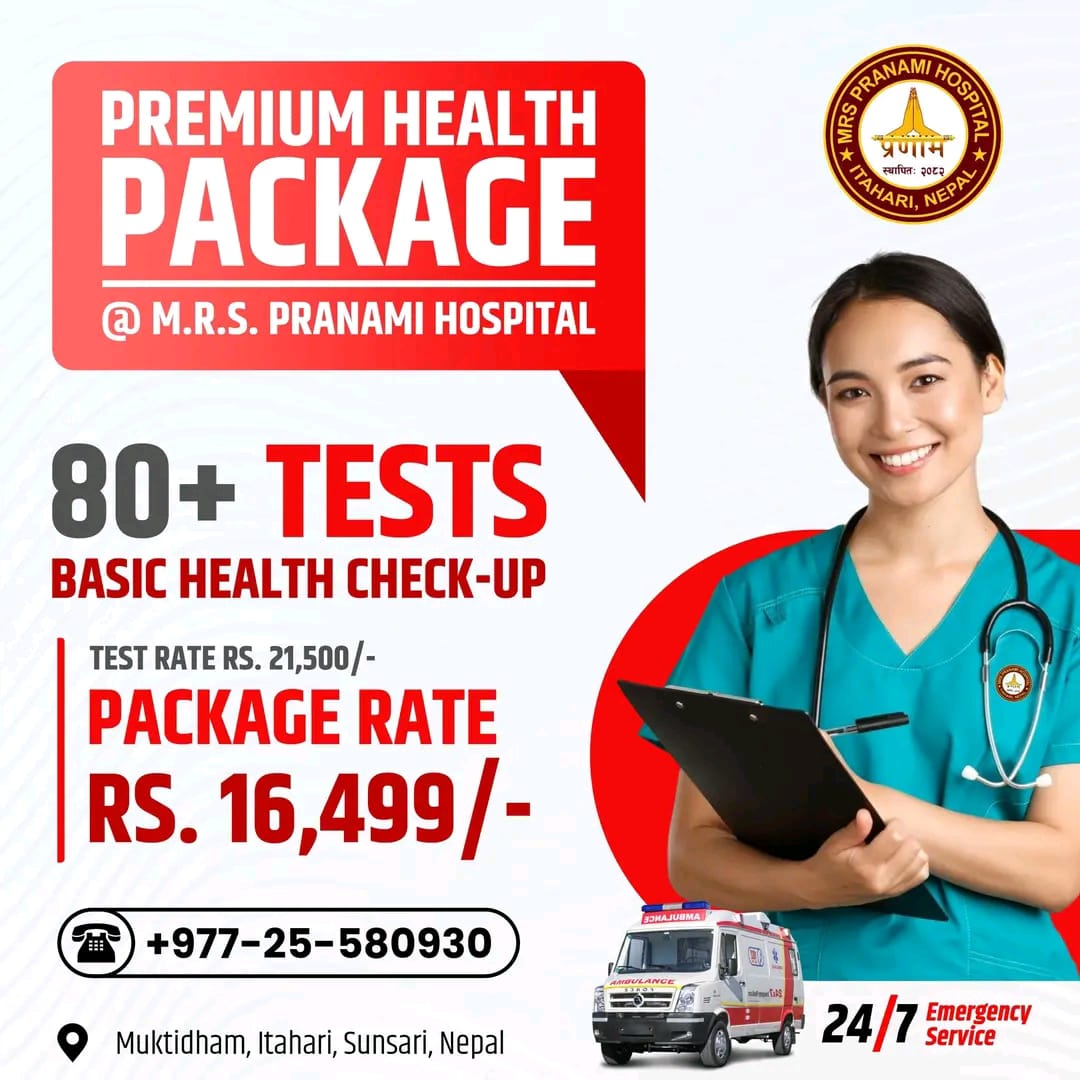 PREMIUM HEALTH
PACKAGE
@ M.R.S. PRANAMI HOSPITAL
MRS PRANAMI HOSPITAL
प्रणाम
स्थापितः २०८२
ITAHARI, NEPAL
80+ TESTS
BASIC HEALTH CHECK-UP
TEST RATE RS. 21,500/-
PACKAGE RATE
RS. 16,499/-
+977-25-580930
Muktidham, Itahari, Sunsari, Nepal
AMBULANCE
AMBULANCE
FORCE
24x7
24/7 Emergency
Service